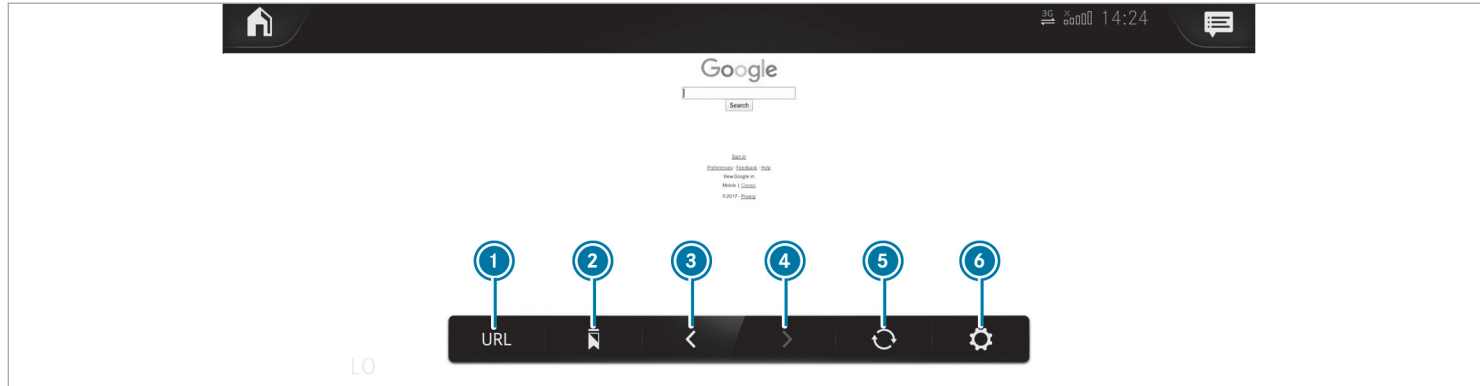 3G 14:24
Google
Search
Sign in
Preferences - Feedback - Help
View Google in:
Mobile | Classic
©2017 - Privacy
1 2 3 4 5 6
URL
LO